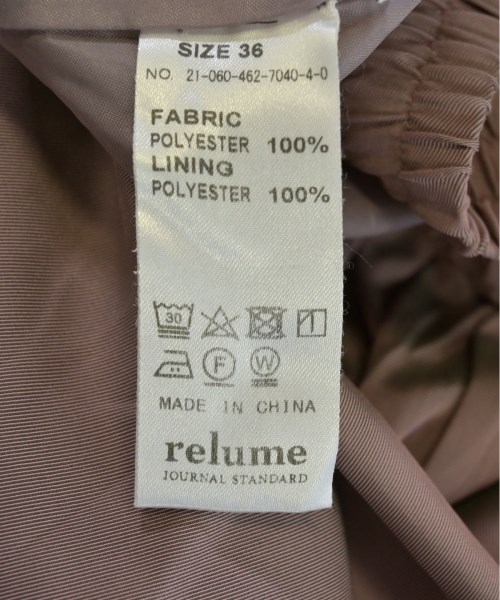 SIZE 36
NO. 21-060-462-7040-4-0
FABRIC
POLYESTER 100%
LINING
POLYESTER 100%
30
F W
MADE IN CHINA
relume
JOURNAL STANDARD